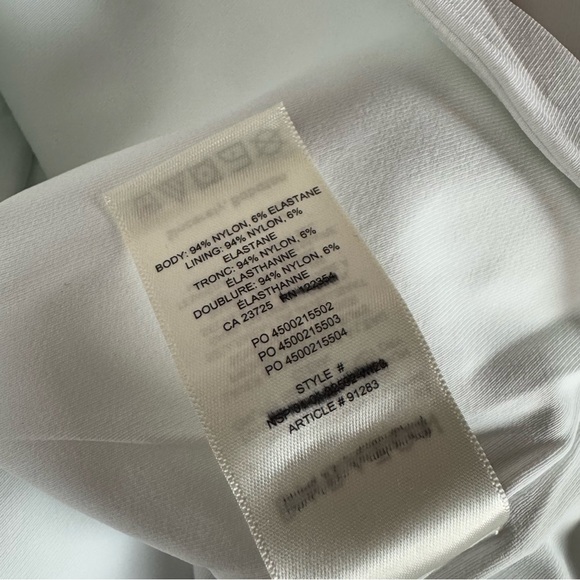 BODY: 94% NYLON, 6% ELASTANE
LINING: 94% NYLON, 6%
ELASTANE
TRONC: 94% NYLON, 6%
ÉLASTHANNE
DOUBLURE: 94% NYLON, 6%
ÉLASTHANNE
CA 23725 RN
PO 4500215502
PO 4500215503
PO 4500215504
STYLE #
ARTICLE # 91283